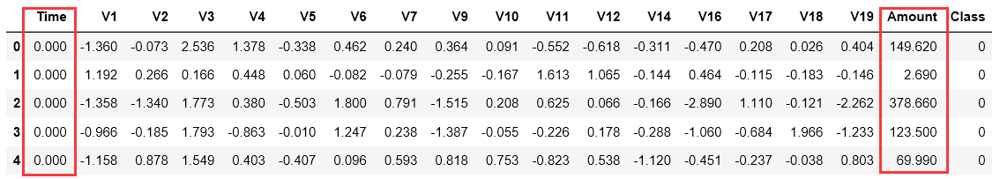 Time V1 V2 V3 V4 V5 V6 V7 V9 V10 V11 V12 V14 V16 V17 V18 V19 Amount Class
0 0.000 -1.360 -0.073 2.536 1.378 -0.338 0.462 0.240 0.364 0.091 -0.552 -0.618 -0.311 -0.470 0.208 0.026 0.404 149.620 0
1 0.000 1.192 0.266 0.166 0.448 0.060 -0.082 -0.079 -0.255 -0.167 1.613 1.065 -0.144 0.464 -0.115 -0.183 -0.146 2.690 0
2 0.000 -1.358 -1.340 1.773 0.380 -0.503 1.800 0.791 -1.515 0.208 0.625 0.066 -0.166 -2.890 1.110 -0.121 -2.262 378.660 0
3 0.000 -0.966 -0.185 1.793 -0.863 -0.010 1.247 0.238 -1.387 -0.055 -0.226 0.178 -0.288 -1.060 -0.684 1.966 -1.233 123.500 0
4 0.000 -1.158 0.878 1.549 0.403 -0.407 0.096 0.593 0.818 0.753 -0.823 0.538 -1.120 -0.451 -0.237 -0.038 0.803 69.990 0